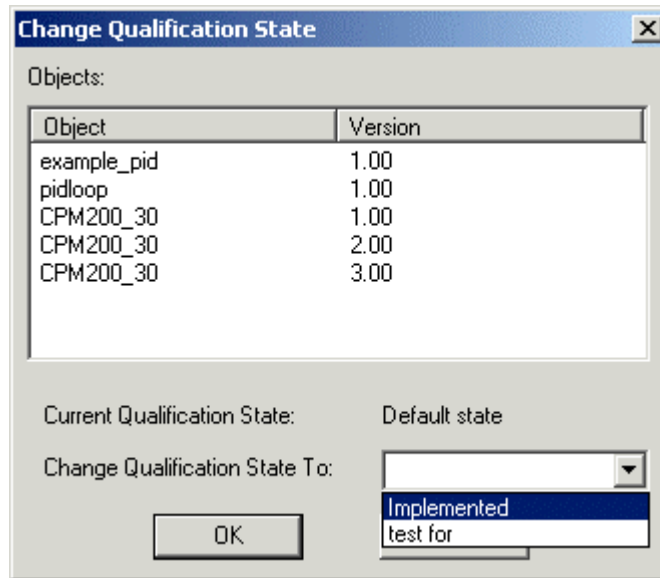 Change Qualification State
Objects:
Object Version
example_pid 1.00
pidloop 1.00
CPM200_30 1.00
CPM200_30 2.00
CPM200_30 3.00
Current Qualification State: Default state
Change Qualification State To:
Implemented
test for
OK